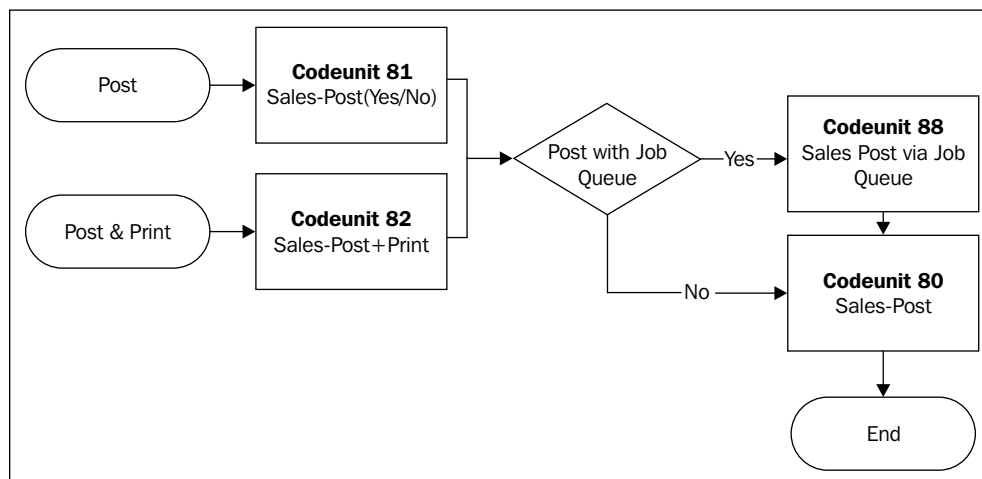 Post
Codeunit 81
Sales-Post(Yes/No)
Post & Print
Codeunit 82
Sales-Post+Print
Post with Job
Queue
Yes
No
Codeunit 88
Sales Post via Job
Queue
Codeunit 80
Sales-Post
End